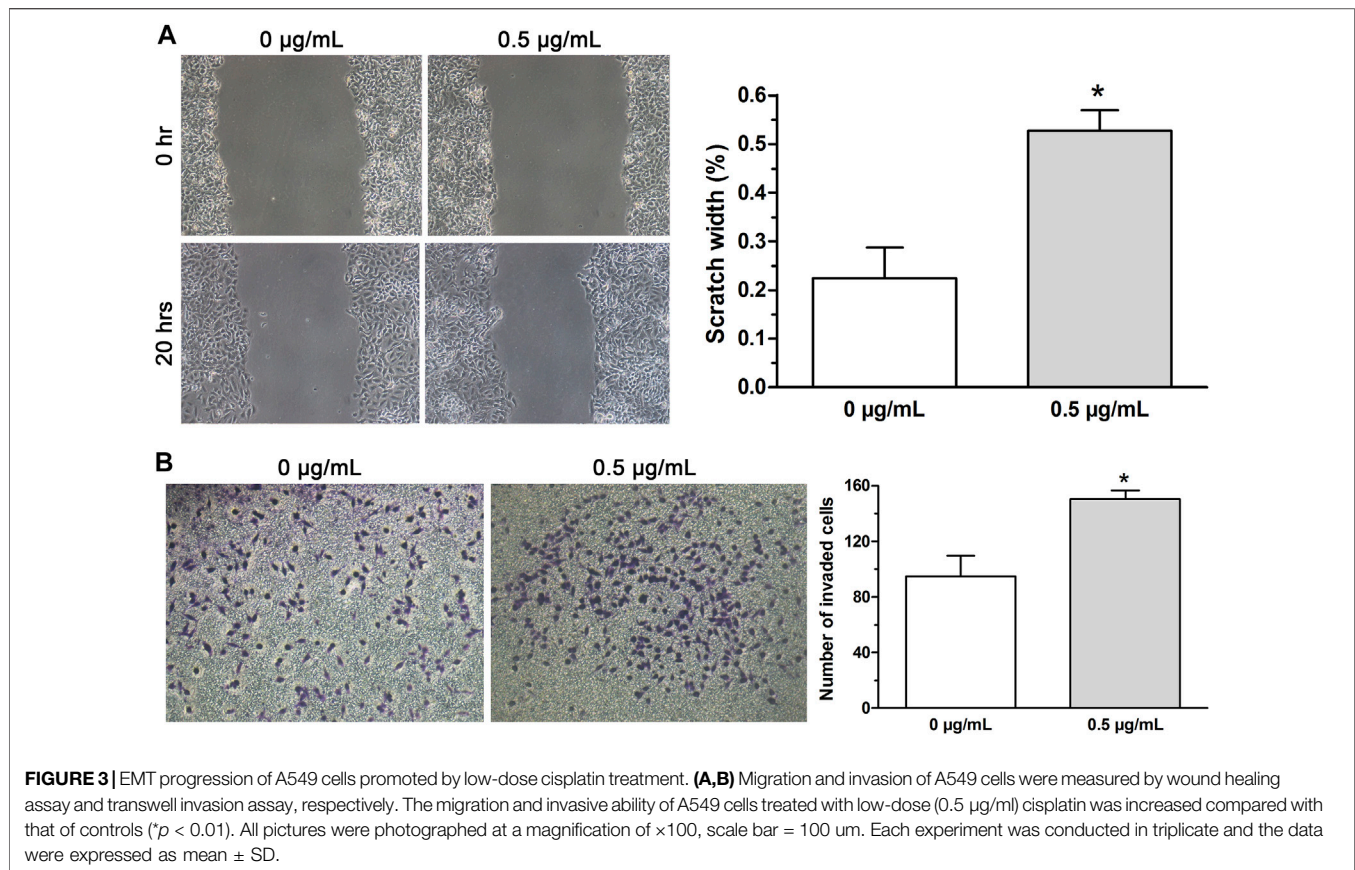 A
0 µg/mL
0.5 µg/mL
0 hr
20 hrs
Scratch width (%)
0.6
0.5
0.4
0.3
0.2
0.1
0.0
*
0 µg/mL
0.5 µg/mL
B
0 µg/mL
0.5 µg/mL
Number of invaded cells
160
120
80
40
0
*
0 µg/mL
0.5 µg/mL
FIGURE 3 | EMT progression of A549 cells promoted by low-dose cisplatin treatment. (A,B) Migration and invasion of A549 cells were measured by wound healing
assay and transwell invasion assay, respectively. The migration and invasive ability of A549 cells treated with low-dose (0.5 µg/ml) cisplatin was increased compared with
that of controls (*p < 0.01). All pictures were photographed at a magnification of ×100, scale bar = 100 um. Each experiment was conducted in triplicate and the data
were expressed as mean ± SD.